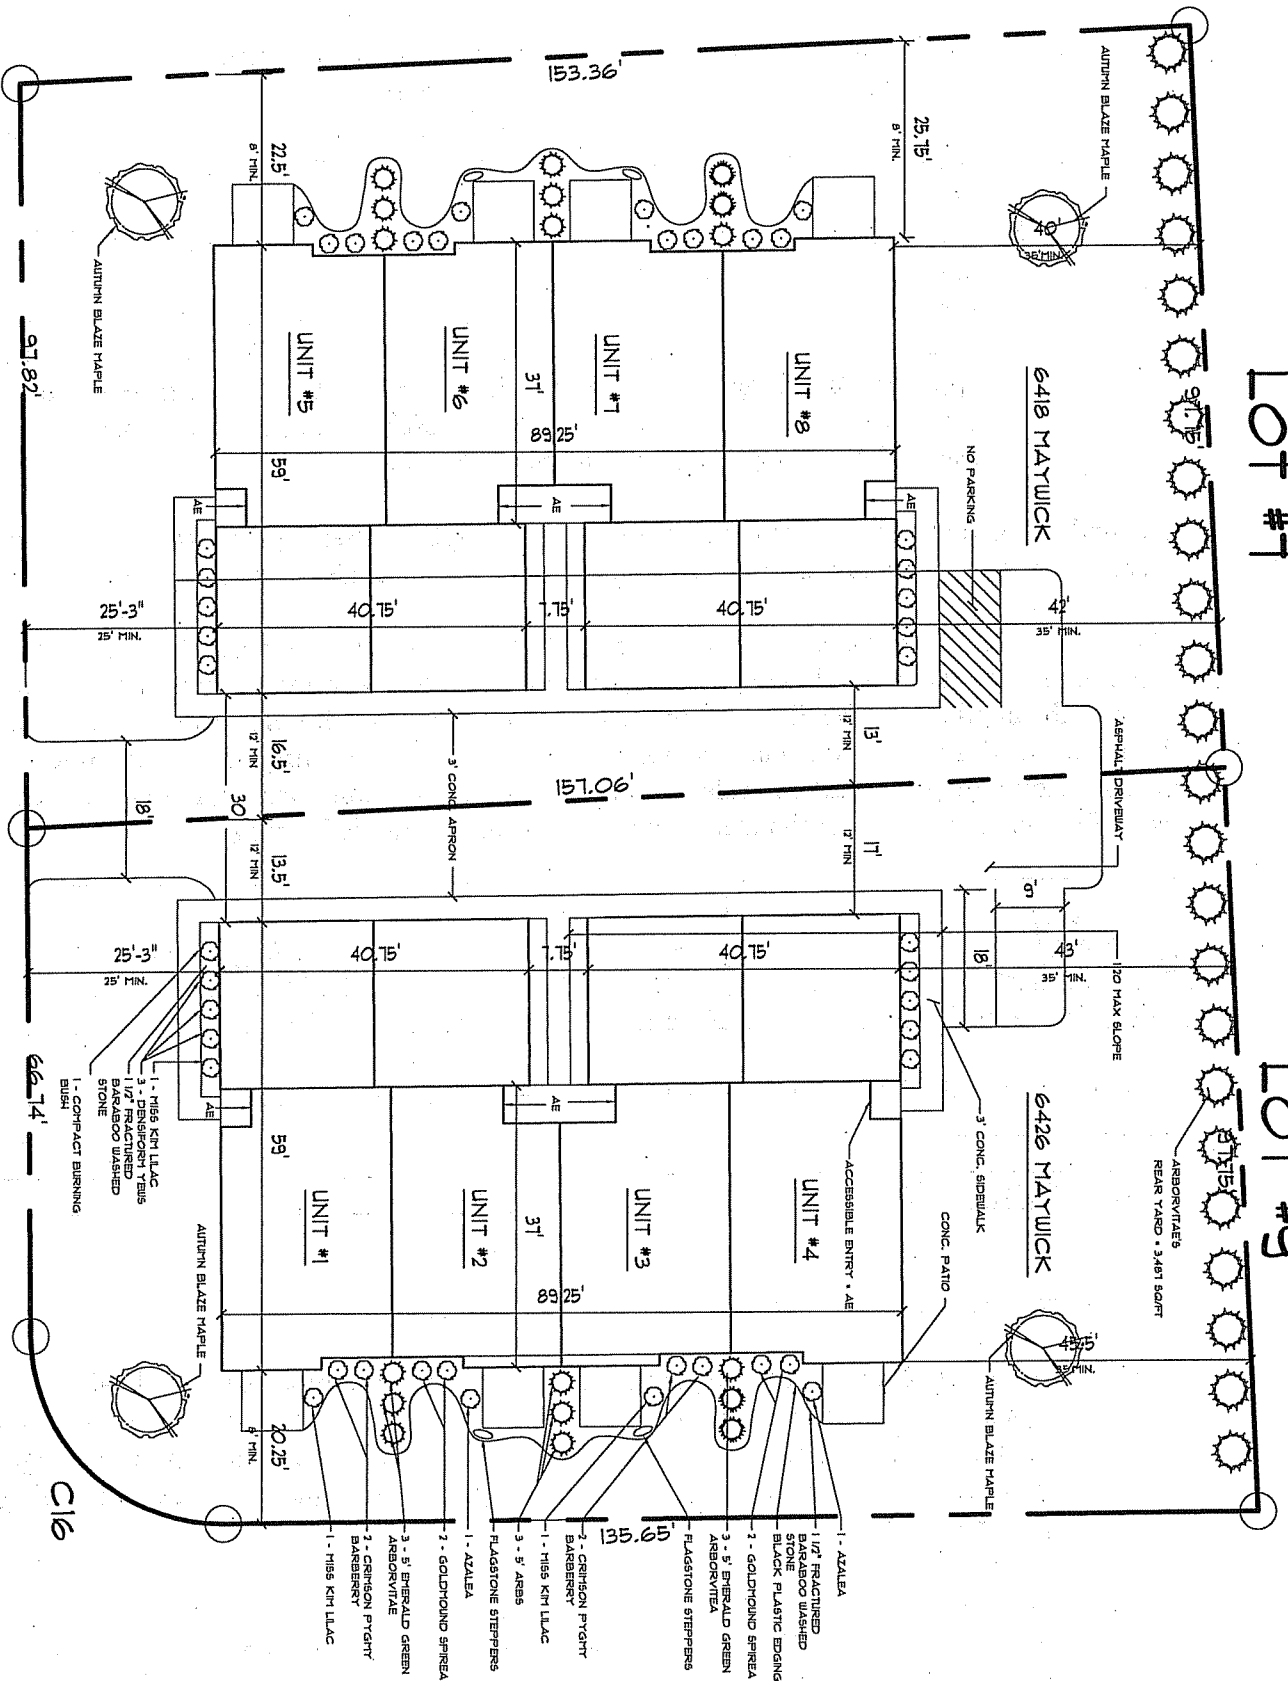 LOT #7
LOT #9
153.36'
25.75'
8' MIN.
22.5'
8' MIN.
AUTUMN BLAZE MAPLE
40'
35' MIN.
AUTUMN BLAZE MAPLE
97.82'
97.75'
UNIT #5
UNIT #6
UNIT #7
UNIT #8
6418 MAYWICK
37'
89.25'
59'
AE
AE
AE
NO PARKING
25'-3"
25' MIN.
40.75'
7.75'
40.75'
42'
35' MIN.
16.5'
12' MIN
13'
12' MIN
3' CONC. APRON
ASPHALT DRIVEWAY
157.06'
18'
30'
13.5'
12' MIN
17'
12' MIN
9'
18'
25'-3"
25' MIN.
40.75'
7.75'
40.75'
43'
35' MIN.
1:20 MAX SLOPE
66.74'
1 - MISS KIM LILAC
3 - DENSIFORM YEWS
1 1/2" FRACTURED
BARABOO WASHED
STONE
1 - COMPACT BURNING
BUSH
AE
AE
3' CONC. SIDEWALK
ACCESSIBLE ENTRY = AE
CONC. PATIO
6426 MAYWICK
ARBORVITAE'S
REAR YARD = 3,487 SQ/FT
97.75'
59'
UNIT #1
UNIT #2
UNIT #3
UNIT #4
37'
89.25'
AUTUMN BLAZE MAPLE
AUTUMN BLAZE MAPLE
45.5'
35' MIN.
20.25'
8' MIN.
C16
135.65'
1 - MISS KIM LILAC
2 - CRIMSON PYGMY
BARBERRY
3 - 5' EMERALD GREEN
ARBORVITAE
2 - GOLDMOUND SPIREA
1 - AZALEA
FLAGSTONE STEPPERS
3 - 5' ARBS
1 - MISS KIM LILAC
2 - CRIMSON PYGMY
BARBERRY
FLAGSTONE STEPPERS
3 - 5' EMERALD GREEN
ARBORVITEA
2 - GOLDMOUND SPIREA
BLACK PLASTIC EDGING
1 1/2" FRACTURED
BARABOO WASHED
STONE
1 - AZALEA